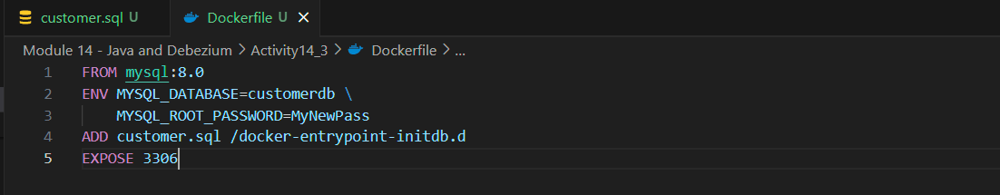 customer.sql U
Dockerfile U
Module 14 - Java and Debezium > Activity14_3 > Dockerfile > ...
1 FROM mysql:8.0
2 ENV MYSQL_DATABASE=customerdb \
3 MYSQL_ROOT_PASSWORD=MyNewPass
4 ADD customer.sql /docker-entrypoint-initdb.d
5 EXPOSE 3306